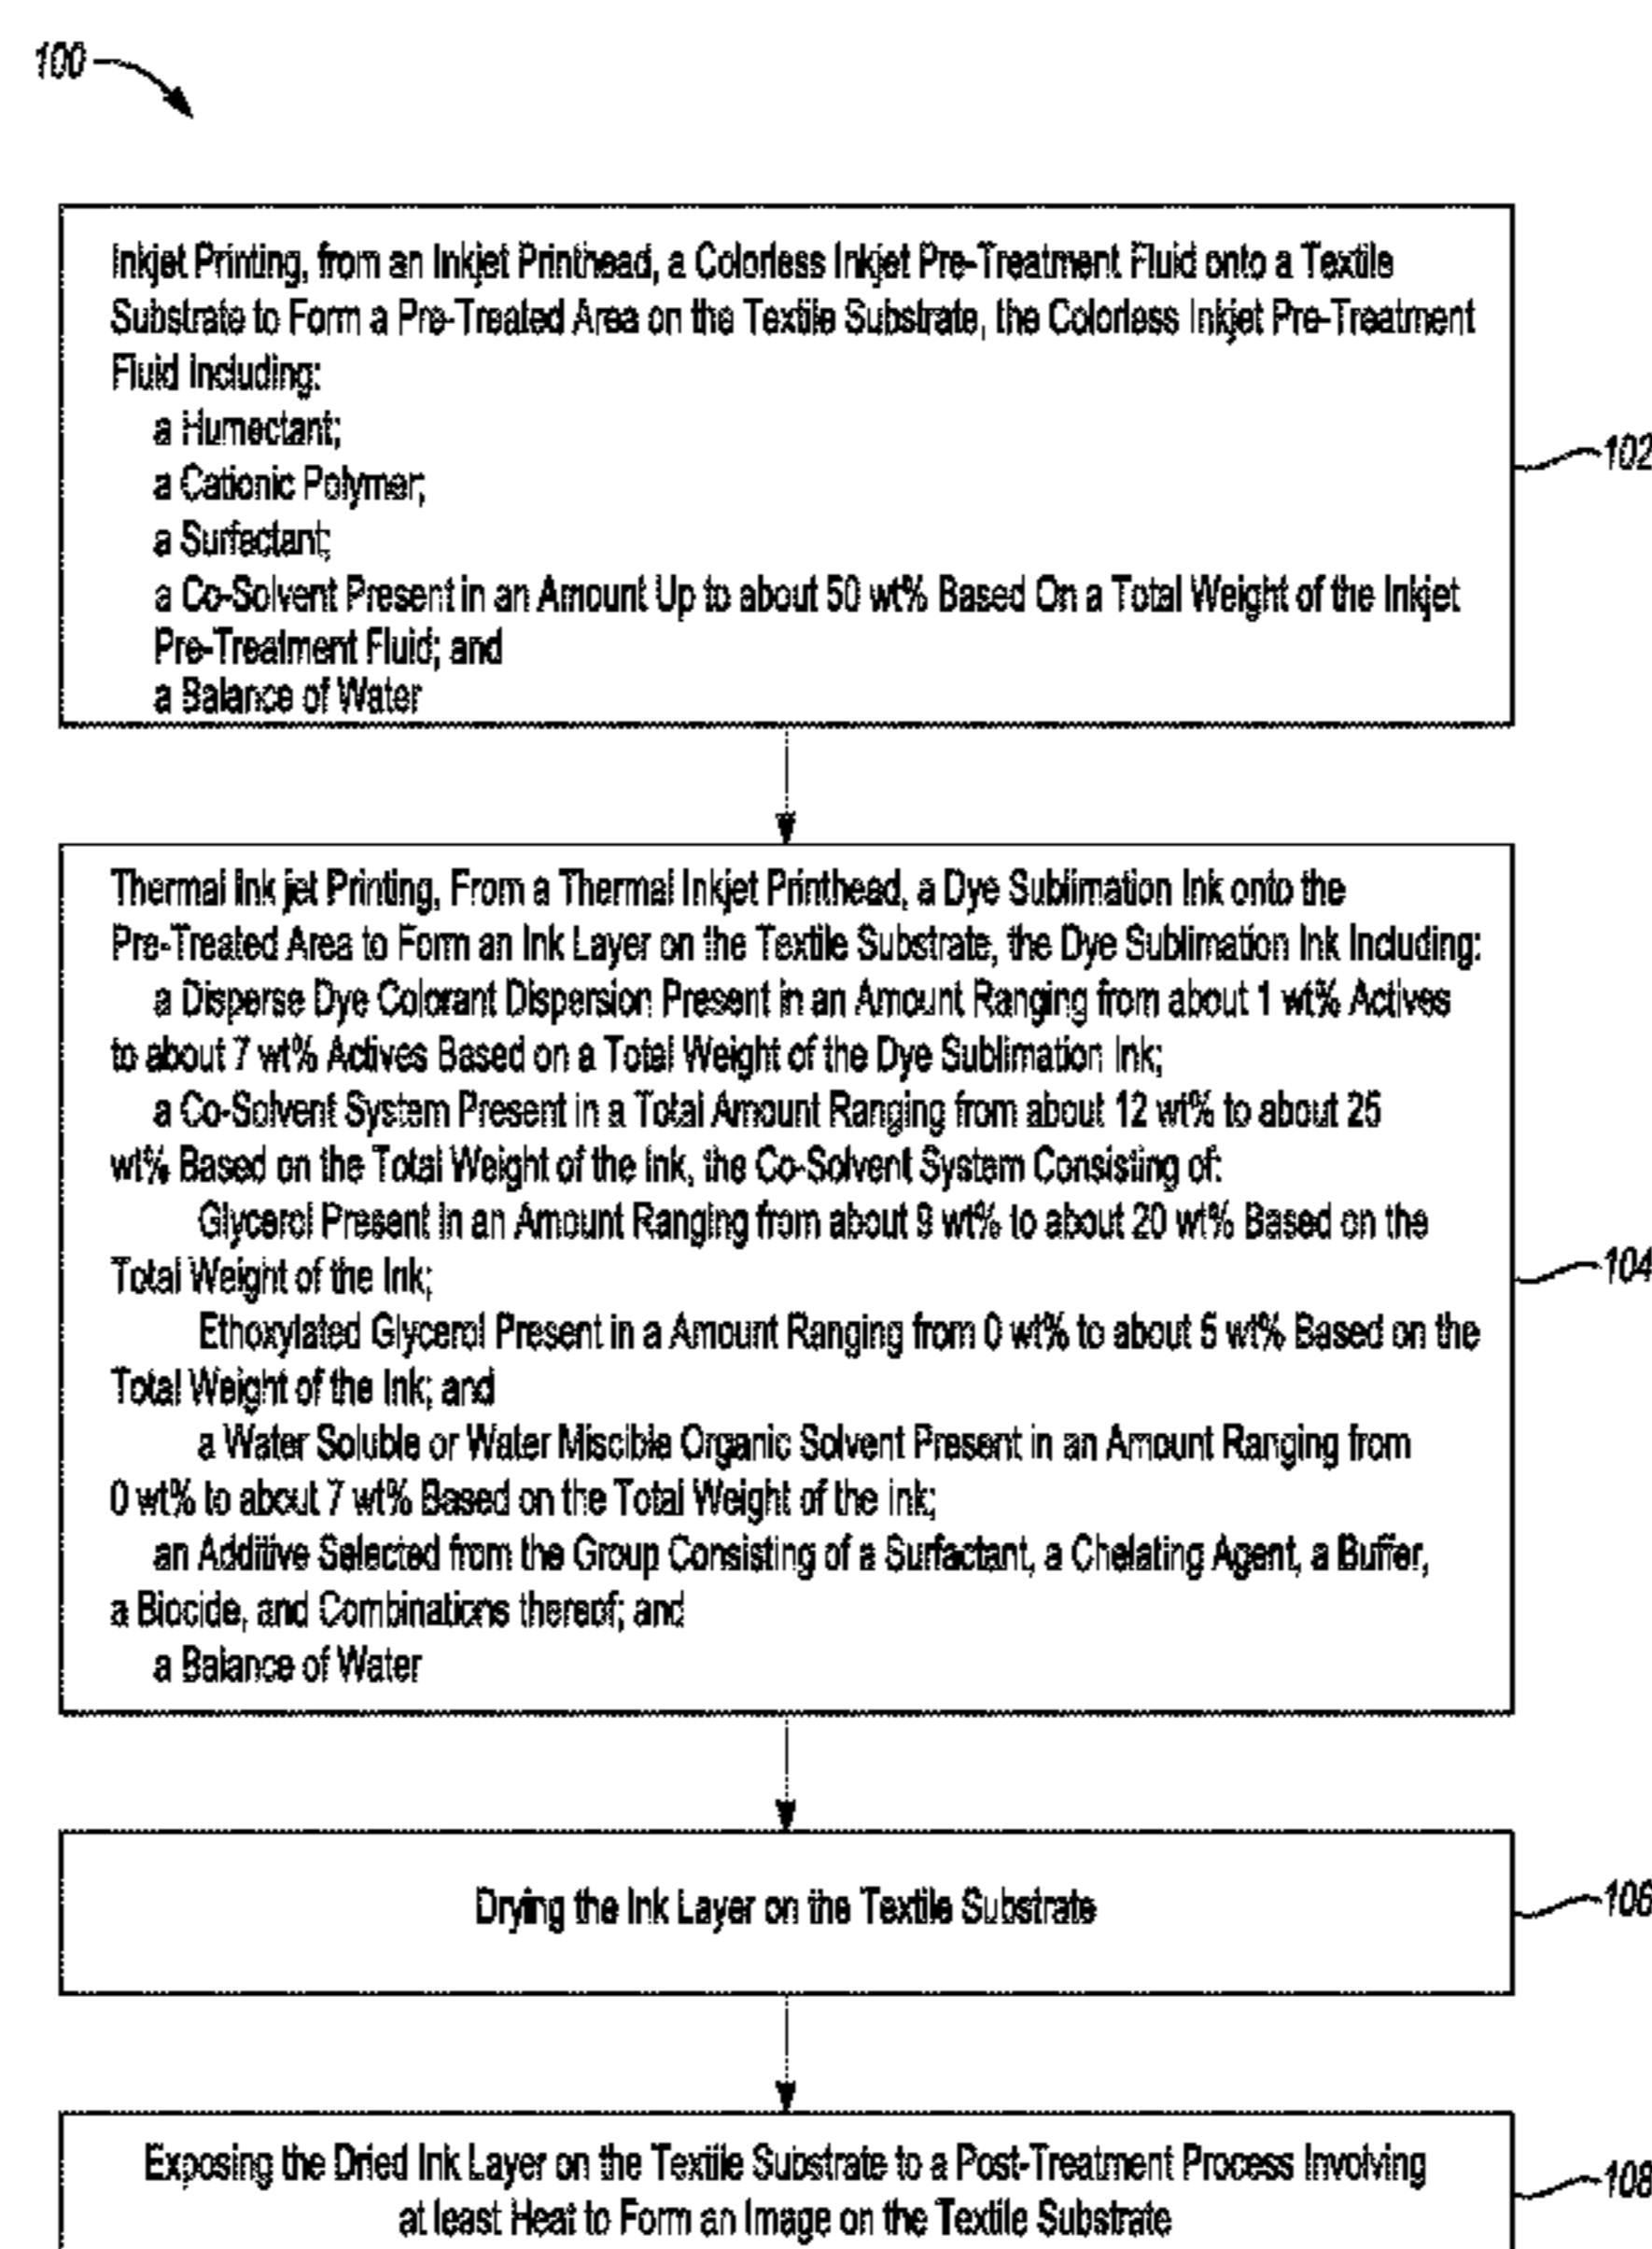 100
Inkjet Printing, from an Inkjet Printhead, a Colorless Inkjet Pre-Treatment Fluid onto a Textile
Substrate to Form a Pre-Treated Area on the Textile Substrate, the Colorless Inkjet Pre-Treatment
Fluid Including:
a Humectant;
a Cationic Polymer;
a Surfactant;
a Co-Solvent Present in an Amount Up to about 50 wt% Based On a Total Weight of the Inkjet
Pre-Treatment Fluid; and
a Balance of Water
102
Thermal Ink jet Printing, From a Thermal Inkjet Printhead, a Dye Sublimation Ink onto the
Pre-Treated Area to Form an Ink Layer on the Textile Substrate, the Dye Sublimation Ink Including:
a Disperse Dye Colorant Dispersion Present in an Amount Ranging from about 1 wt% Actives
to about 7 wt% Actives Based on a Total Weight of the Dye Sublimation Ink;
a Co-Solvent System Present in a Total Amount Ranging from about 12 wt% to about 25
wt% Based on the Total Weight of the Ink, the Co-Solvent System Consisting of:
Glycerol Present in an Amount Ranging from about 9 wt% to about 20 wt% Based on the
Total Weight of the Ink;
Ethoxylated Glycerol Present in a Amount Ranging from 0 wt% to about 5 wt% Based on the
Total Weight of the Ink; and
a Water Soluble or Water Miscible Organic Solvent Present in an Amount Ranging from
0 wt% to about 7 wt% Based on the Total Weight of the ink;
an Additive Selected from the Group Consisting of a Surfactant, a Chelating Agent, a Buffer,
a Biocide, and Combinations thereof; and
a Balance of Water
104
Drying the Ink Layer on the Textile Substrate
106
Exposing the Dried Ink Layer on the Textile Substrate to a Post-Treatment Process Involving
at least Heat to Form an Image on the Textile Substrate
108